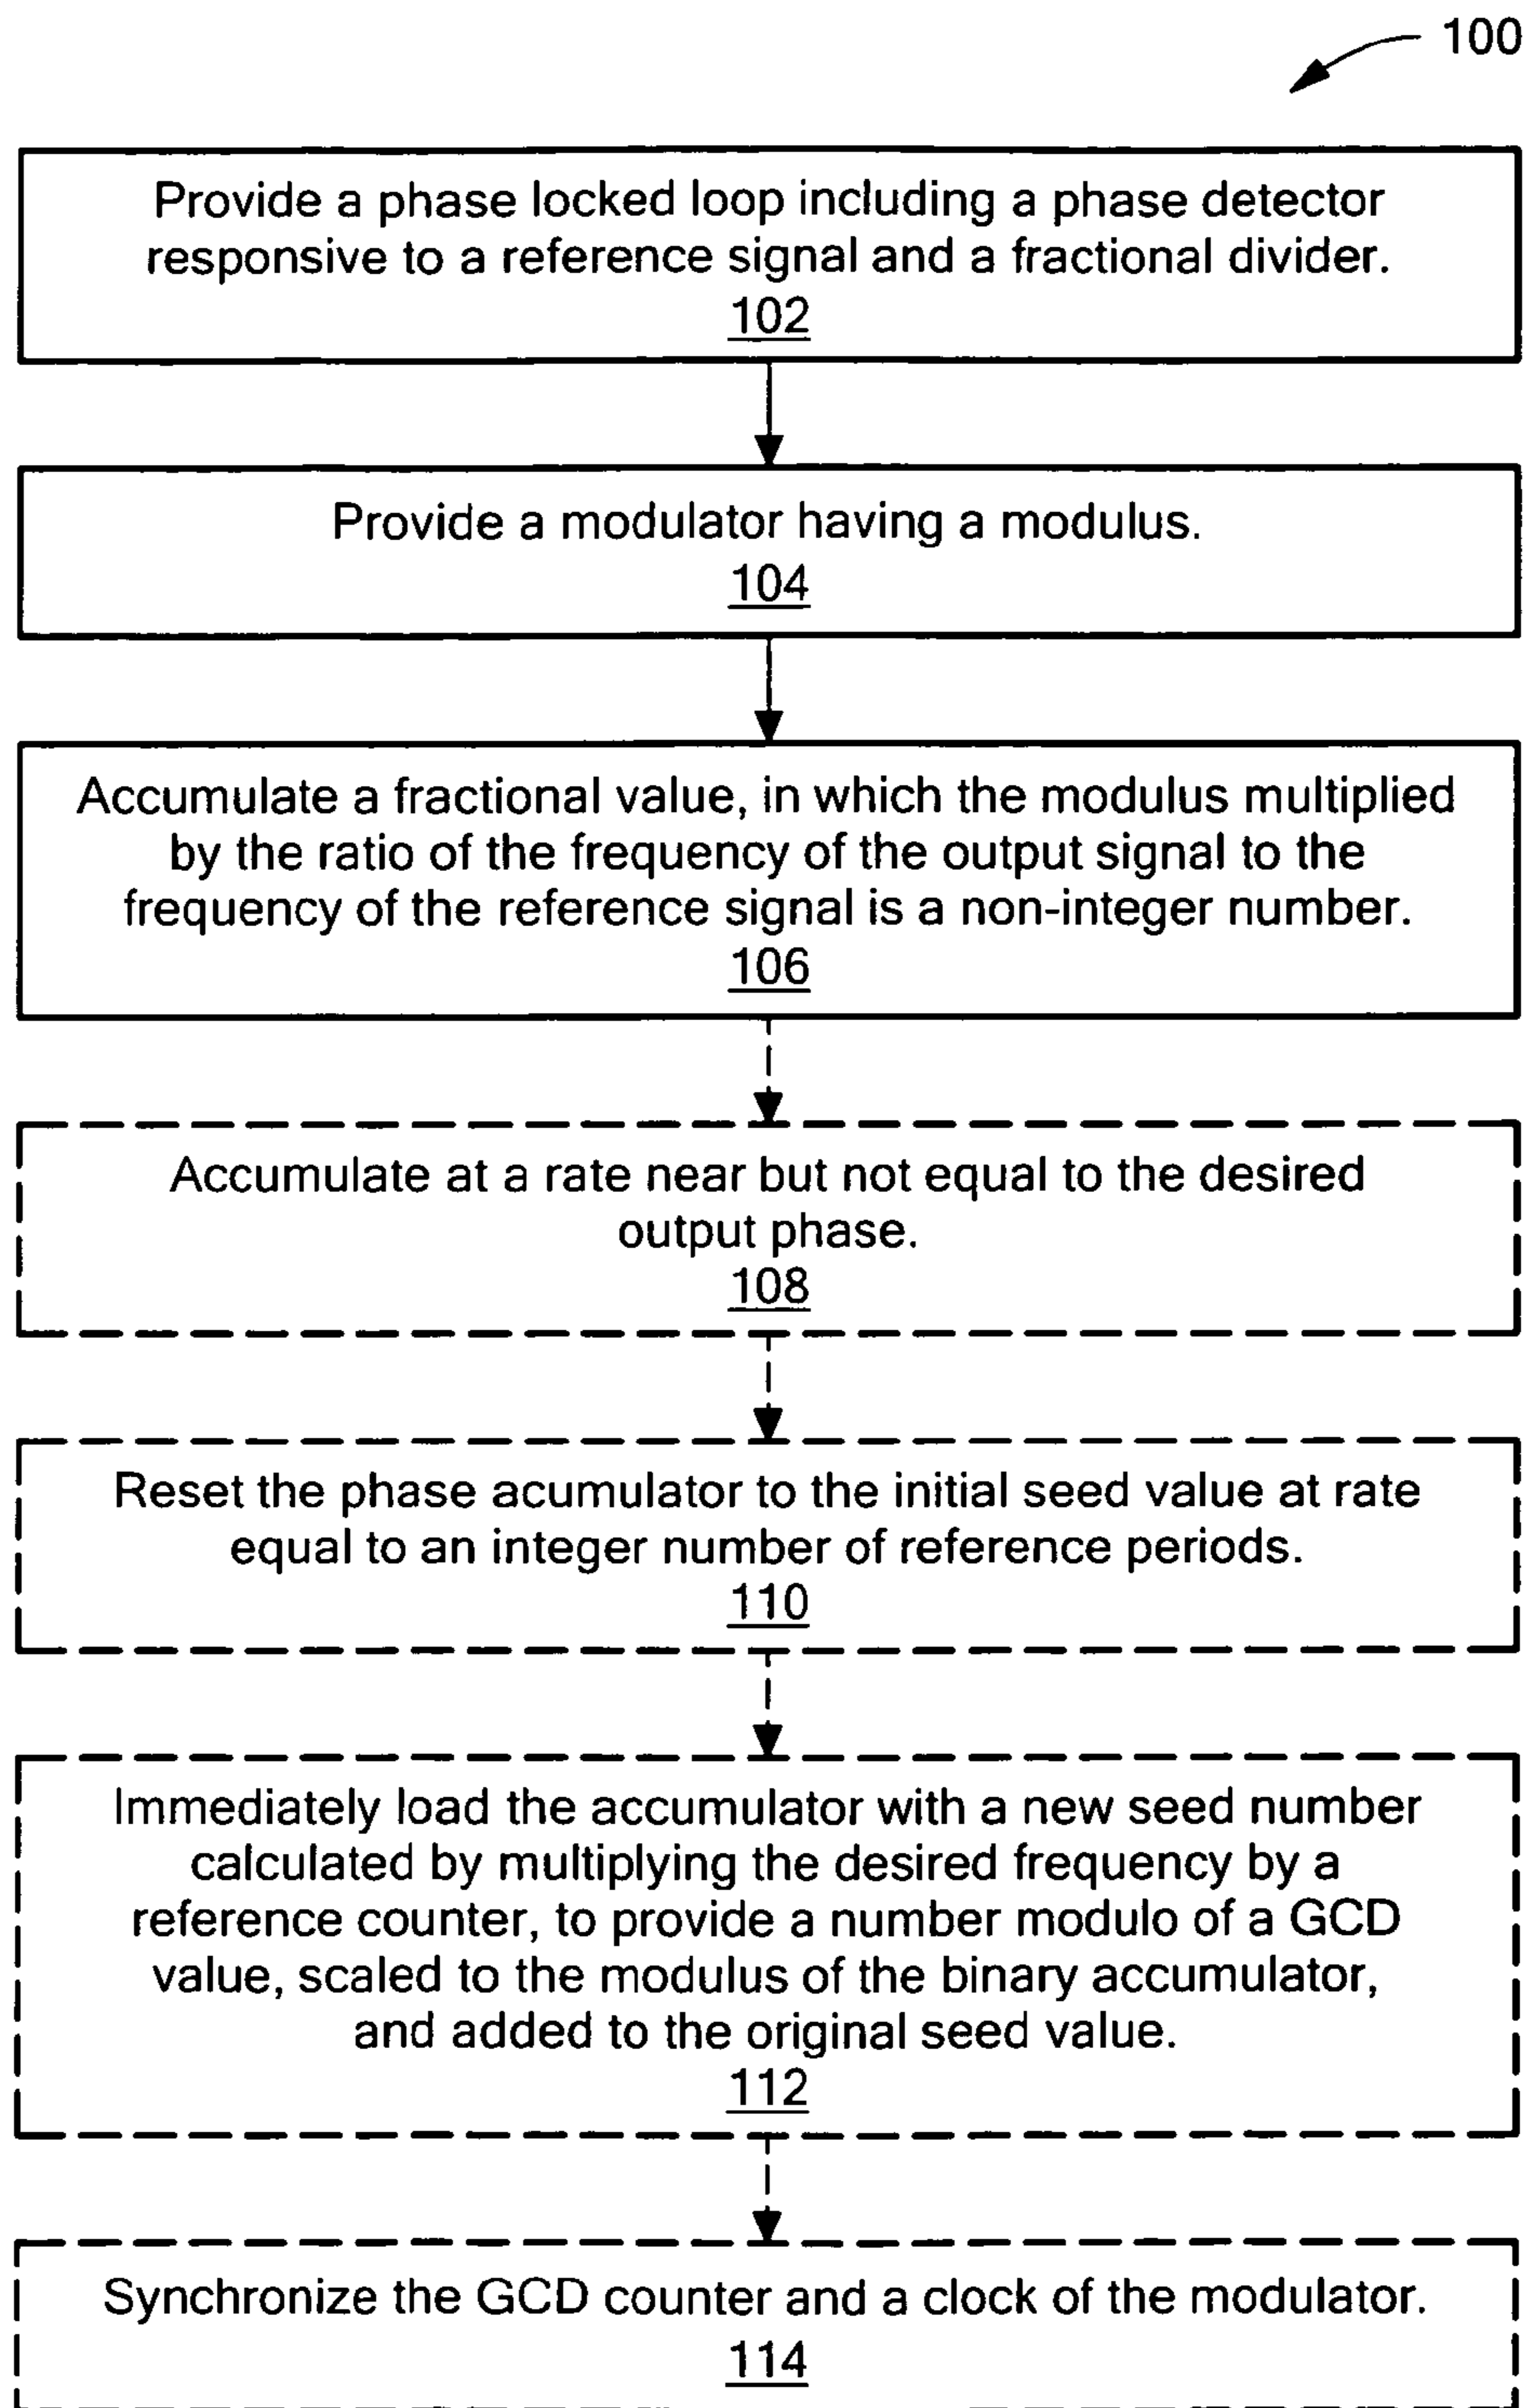 100
Provide a phase locked loop including a phase detector
responsive to a reference signal and a fractional divider.
102
Provide a modulator having a modulus.
104
Accumulate a fractional value, in which the modulus multiplied
by the ratio of the frequency of the output signal to the
frequency of the reference signal is a non-integer number.
106
Accumulate at a rate near but not equal to the desired
output phase.
108
Reset the phase acumulator to the initial seed value at rate
equal to an integer number of reference periods.
110
Immediately load the accumulator with a new seed number
calculated by multiplying the desired frequency by a
reference counter, to provide a number modulo of a GCD
value, scaled to the modulus of the binary accumulator,
and added to the original seed value.
112
Synchronize the GCD counter and a clock of the modulator.
114